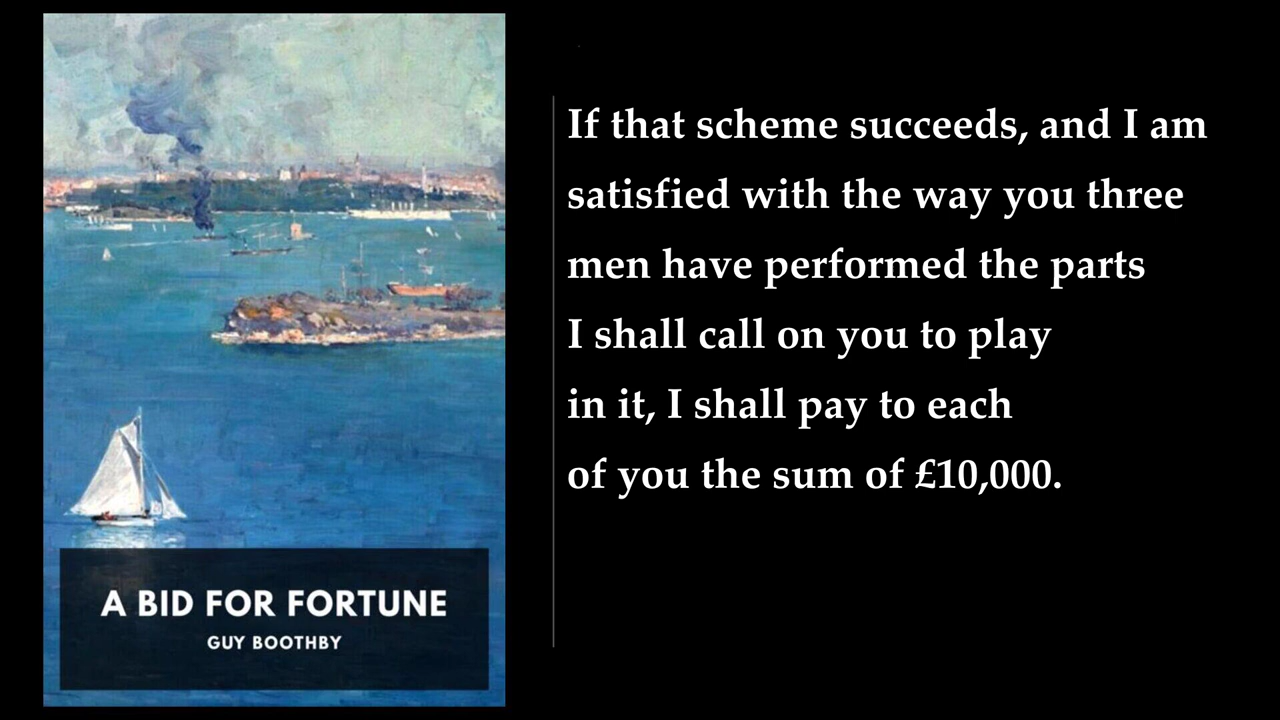 A BID FOR FORTUNE
GUY BOOTHBY
If that scheme succeeds, and I am
satisfied with the way you three
men have performed the parts
I shall call on you to play
in it, I shall pay to each
of you the sum of £10,000.